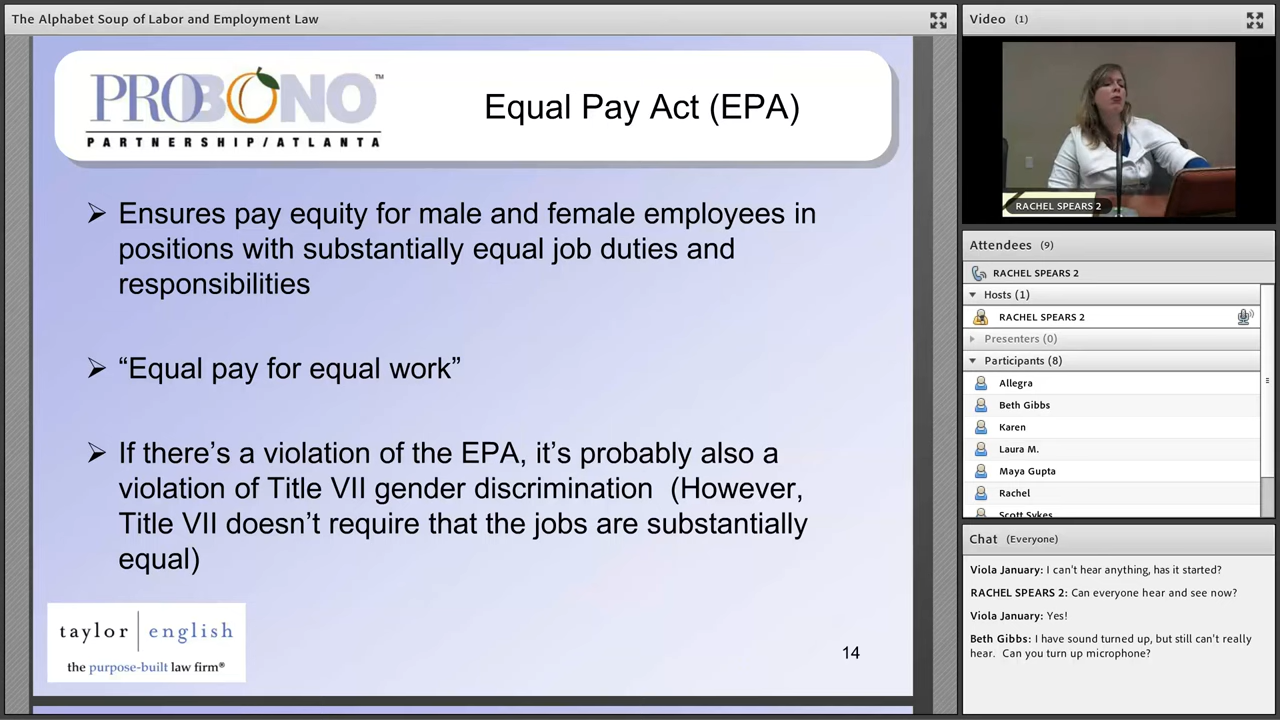 The Alphabet Soup of Labor and Employment Law
PROBONO™
PARTNERSHIP/ATLANTA
Equal Pay Act (EPA)
➢ Ensures pay equity for male and female employees in
positions with substantially equal job duties and
responsibilities
➢ “Equal pay for equal work”
➢ If there’s a violation of the EPA, it’s probably also a
violation of Title VII gender discrimination (However,
Title VII doesn’t require that the jobs are substantially
equal)
taylor | english
the purpose-built law firm®
14
Video (1)
RACHEL SPEARS 2
Attendees (9)
RACHEL SPEARS 2
Hosts (1)
RACHEL SPEARS 2
Presenters (0)
Participants (8)
Allegra
Beth Gibbs
Karen
Laura M.
Maya Gupta
Rachel
Scott Sykes
Chat (Everyone)
Viola January: I can't hear anything, has it started?
RACHEL SPEARS 2: Can everyone hear and see now?
Viola January: Yes!
Beth Gibbs: I have sound turned up, but still can't really
hear. Can you turn up microphone?